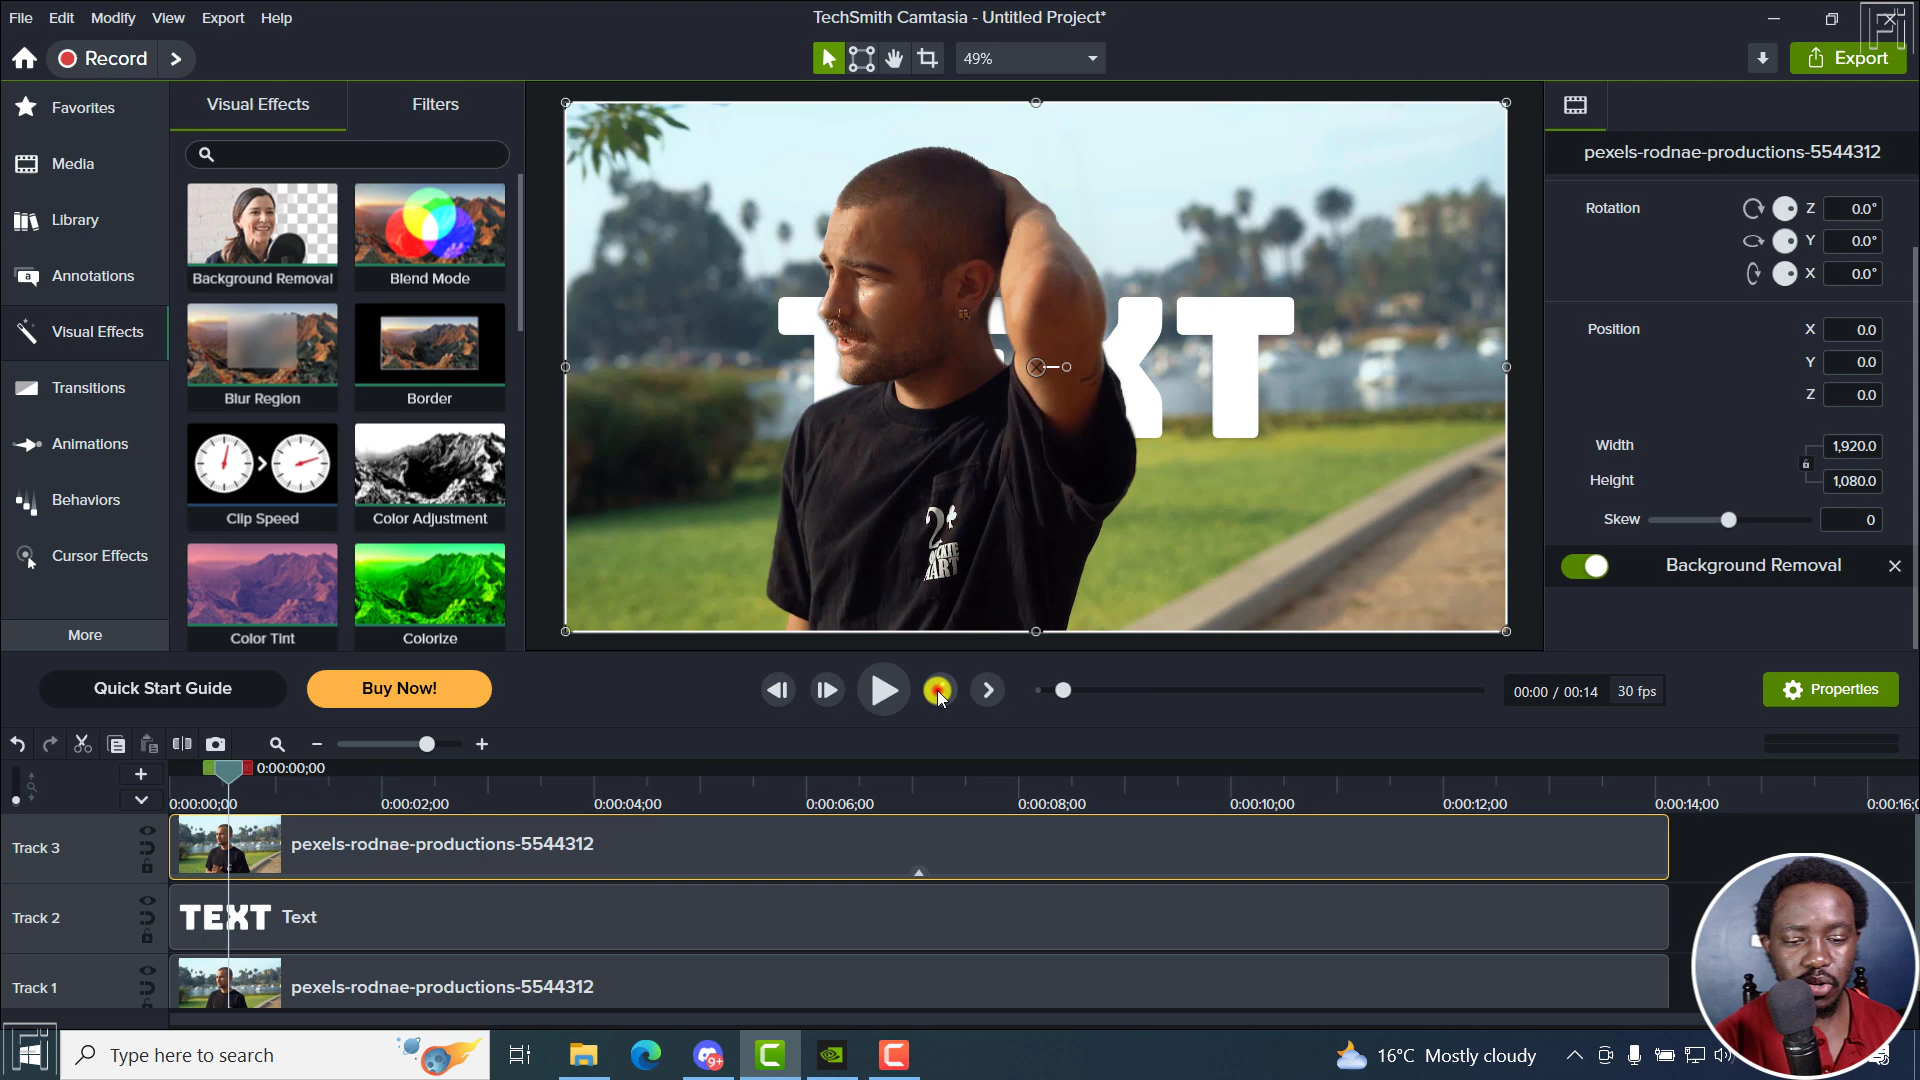 File Edit Modify View Export Help
TechSmith Camtasia - Untitled Project*
Record
49%
Export
Favorites
Media
Library
Annotations
Visual Effects
Transitions
Animations
Behaviors
Cursor Effects
More
Visual Effects Filters
Background Removal Blend Mode
Blur Region Border
Clip Speed Color Adjustment
Color Tint Colorize
TEXT
pexels-rodnae-productions-5544312
Rotation Z 0.0°
Y 0.0°
X 0.0°
Position X 0.0
Y 0.0
Z 0.0
Width 1,920.0
Height 1,080.0
Skew 0
Background Removal
Quick Start Guide Buy Now!
00:00 / 00:14 30 fps
Properties
0:00:00;00
0:00:00;00 0:00:02;00 0:00:04;00 0:00:06;00 0:00:08;00 0:00:10;00 0:00:12;00 0:00:14;00 0:00:16;0
Track 3 pexels-rodnae-productions-5544312
Track 2 TEXT Text
Track 1 pexels-rodnae-productions-5544312
Type here to search
9+
16°C Mostly cloudy